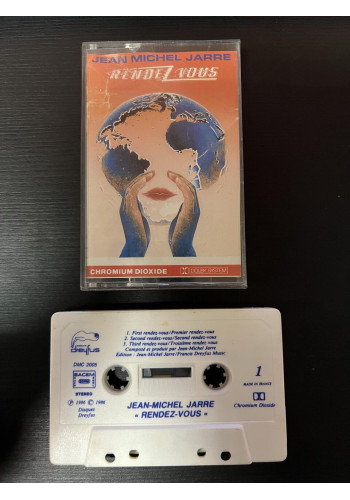 JEAN MICHEL JARRE
RENDEZ-VOUS
CHROMIUM DIOXIDE
DOLBY SYSTEM
dreyfus
DMC 2005
SACEM
STEREO
℗ 1986 © 1986
Disques
Dreyfus
1. First rendez-vous/Premier rendez-vous
2. Second rendez-vous/Second rendez-vous
3. Third rendez-vous/Troisième rendez-vous
Composé et produit par Jean-Michel Jarre
Edition : Jean-Michel Jarre/Francis Dreyfus Music
1
MADE IN FRANCE
Chromium Dioxide
JEAN-MICHEL JARRE
« RENDEZ-VOUS »